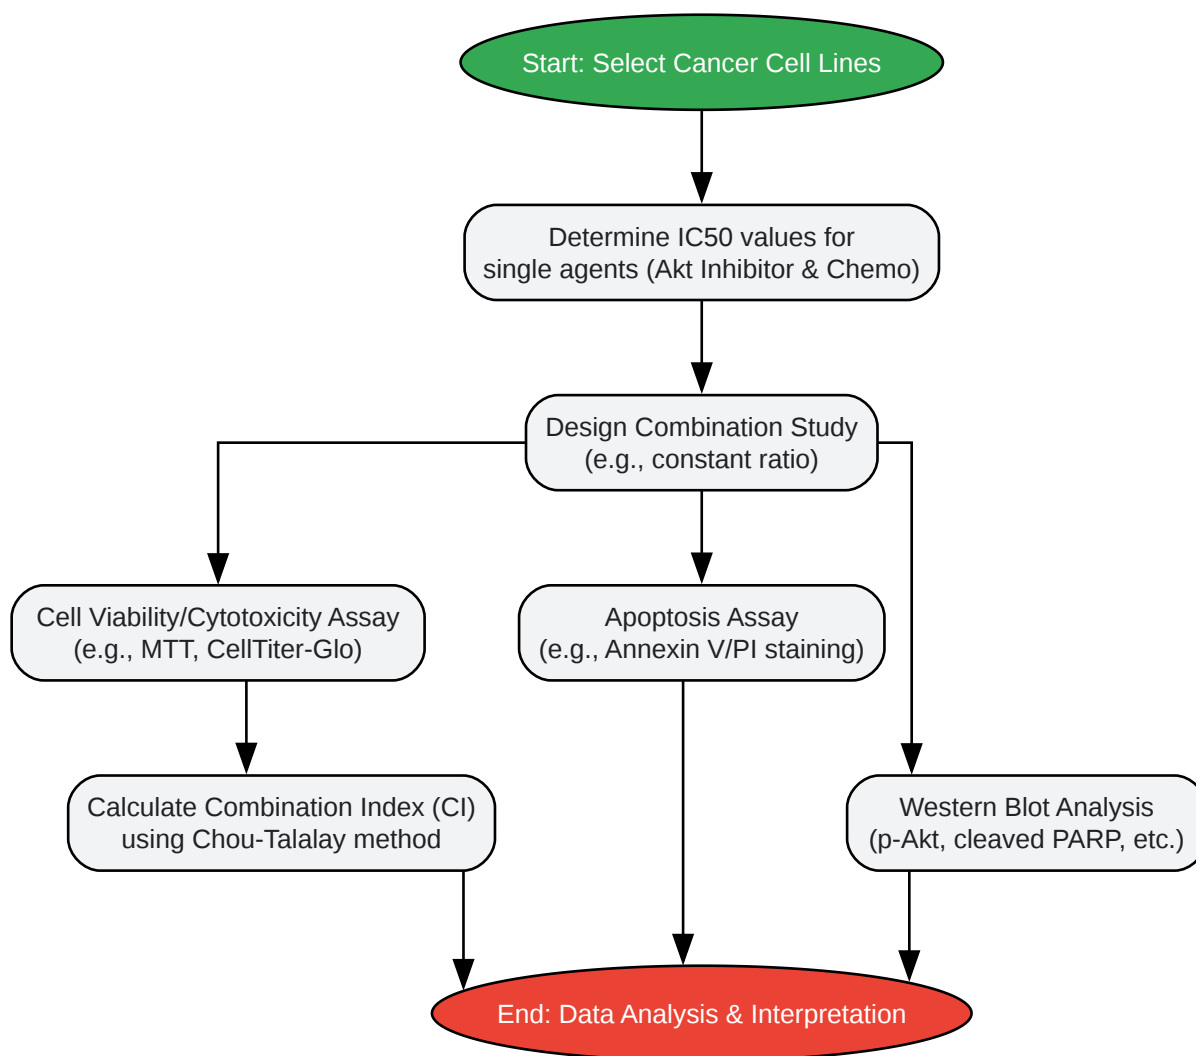 Start: Select Cancer Cell Lines
Determine IC50 values for
single agents (Akt Inhibitor & Chemo)
Design Combination Study
(e.g., constant ratio)
Cell Viability/Cytotoxicity Assay
(e.g., MTT, CellTiter-Glo)
Apoptosis Assay
(e.g., Annexin V/PI staining)
Calculate Combination Index (CI)
using Chou-Talalay method
Western Blot Analysis
(p-Akt, cleaved PARP, etc.)
End: Data Analysis & Interpretation